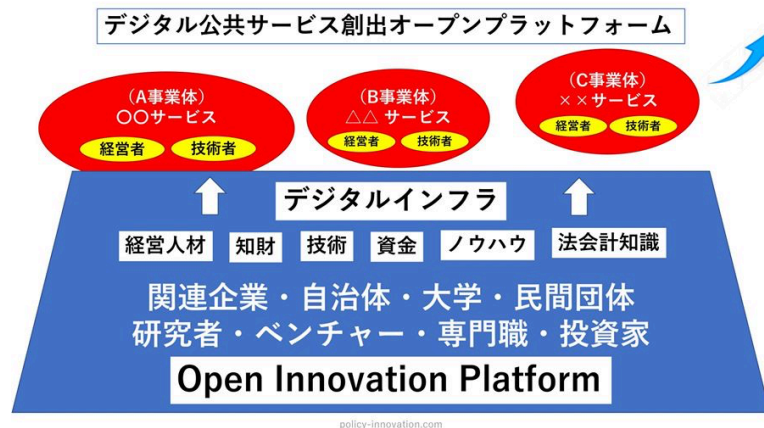 デジタル公共サービス創出オープンプラットフォーム
（A事業体）
〇〇サービス
経営者
技術者
（B事業体）
△△ サービス
経営者
技術者
（C事業体）
××サービス
経営者
技術者
デジタルインフラ
経営人材
知財
技術
資金
ノウハウ
法会計知識
関連企業・自治体・大学・民間団体
研究者・ベンチャー・専門職・投資家
Open Innovation Platform
policy-innovation.com